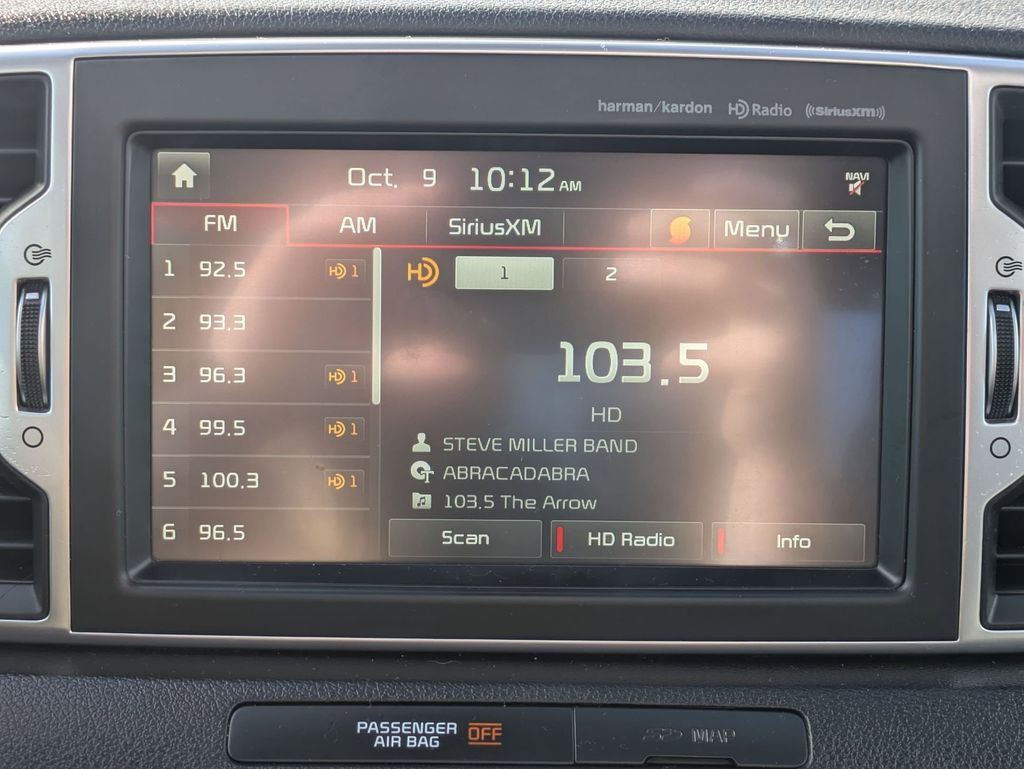 harman/kardon HD Radio ((SiriusXM))
Oct. 9 10:12 AM NAVI
FM AM SiriusXM Menu
1 92.5 HD 1
2 93.3
3 96.3 HD 1
4 99.5 HD 1
5 100.3 HD 1
6 96.5
HD 1 2
103.5
HD
STEVE MILLER BAND
ABRACADABRA
103.5 The Arrow
Scan HD Radio Info
PASSENGER
AIR BAG OFF
MAP